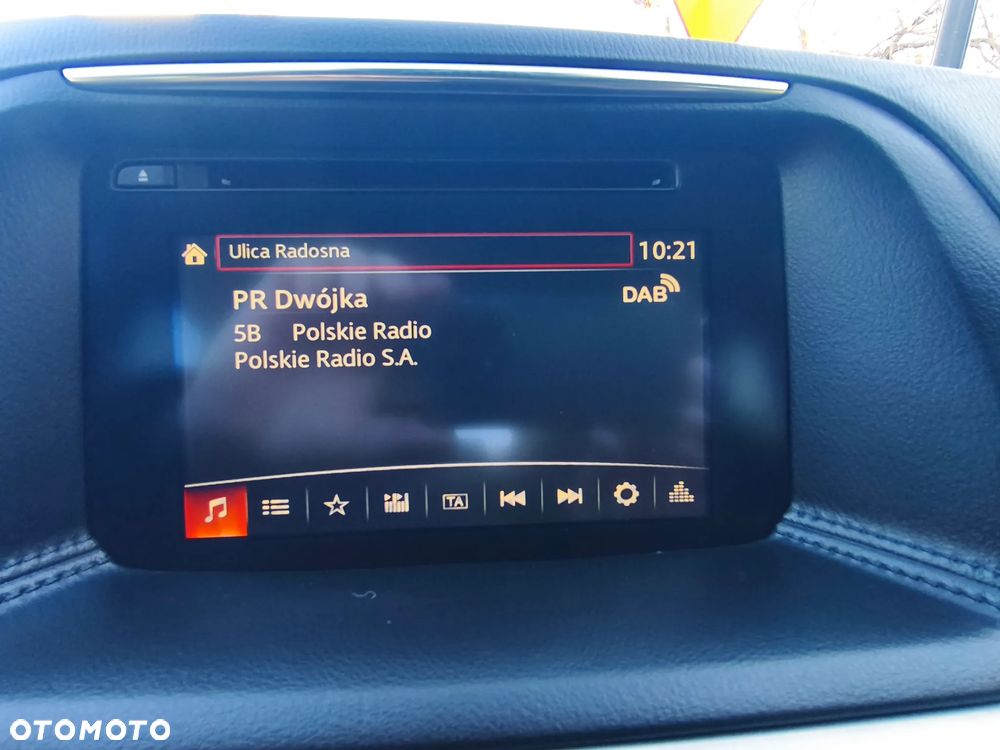 Ulica Radosna 10:21
PR Dwójka DAB
5B Polskie Radio
Polskie Radio S.A.
TA
OTOMOTO